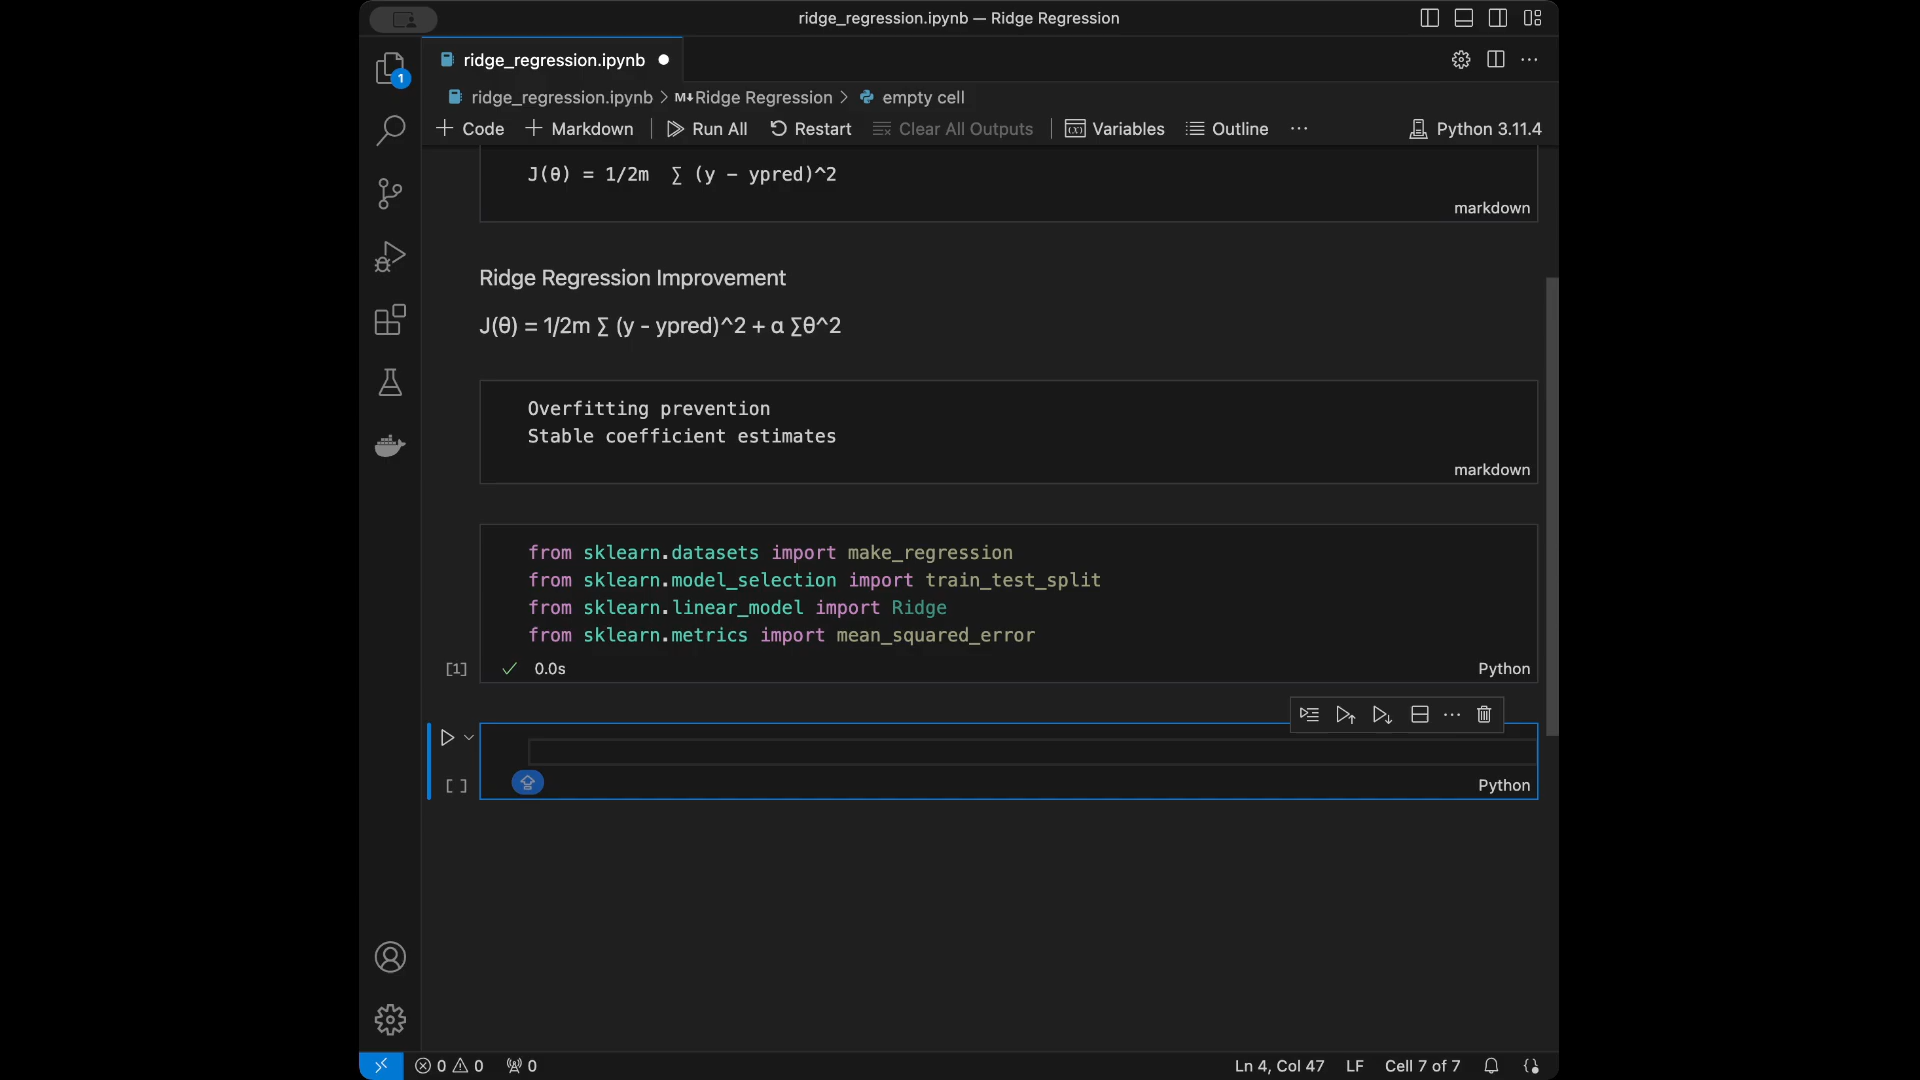 ridge_regression.ipynb — Ridge Regression
1
ridge_regression.ipynb
ridge_regression.ipynb > M↓Ridge Regression > empty cell
+ Code + Markdown Run All Restart Clear All Outputs Variables Outline ... Python 3.11.4
J(θ) = 1/2m ∑ (y - ypred)^2
markdown
Ridge Regression Improvement
J(θ) = 1/2m ∑ (y - ypred)^2 + α ∑θ^2
Overfitting prevention
Stable coefficient estimates
markdown
from sklearn.datasets import make_regression
from sklearn.model_selection import train_test_split
from sklearn.linear_model import Ridge
from sklearn.metrics import mean_squared_error
[1] ✓ 0.0s Python
[ ] Python
0 0 0 Ln 4, Col 47 LF Cell 7 of 7